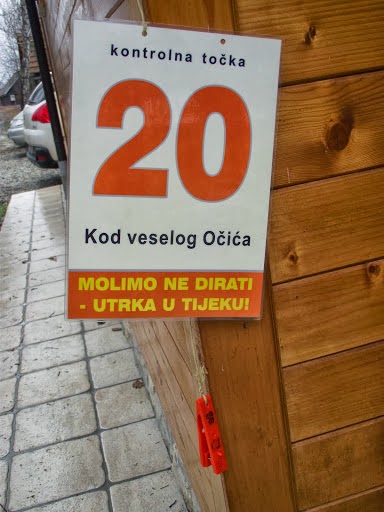 kontrolna točka
20
Kod veselog Očića
MOLIMO NE DIRATI
- UTRKA U TIJEKU!